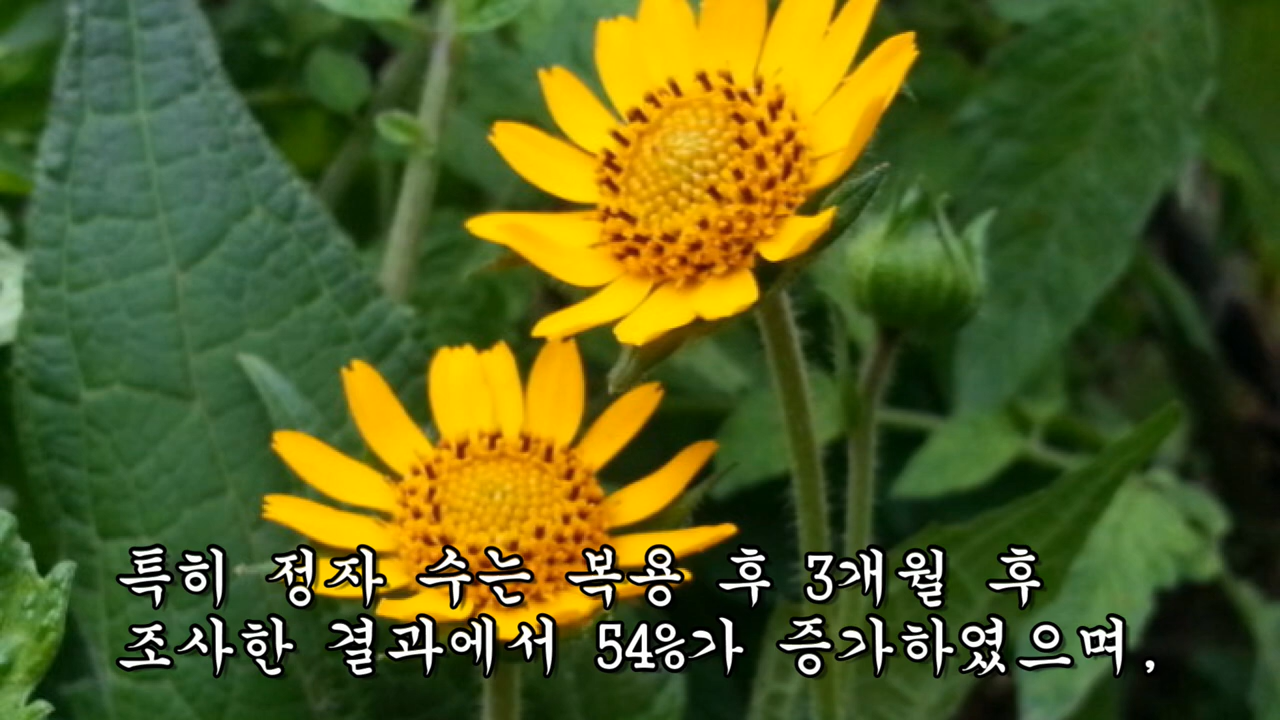 특히 정자 수는 복용 후 3개월 후
조사한 결과에서 54%가 증가하였으며,